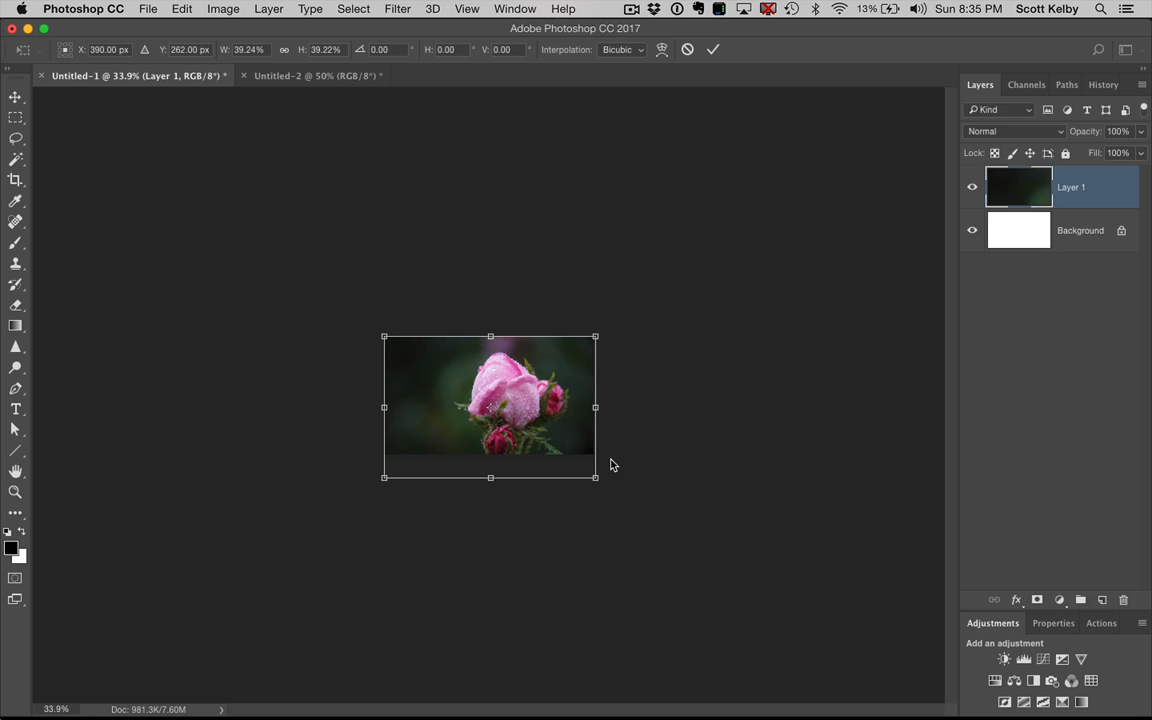 Photoshop CC File Edit Image Layer Type Select Filter 3D View Window Help 13% Sun 8:35 PM Scott Kelby
Adobe Photoshop CC 2017
X: 390.00 px Y: 262.00 px W: 39.24% H: 39.22% 0.00 ° H: 0.00 ° V: 0.00 ° Interpolation: Bicubic
× Untitled-1 @ 33.9% (Layer 1, RGB/8*) * × Untitled-2 @ 50% (RGB/8*) *
Layers Channels Paths History
Kind
Normal Opacity: 100%
Lock: Fill: 100%
Layer 1
Background
fx
Adjustments Properties Actions
Add an adjustment
33.9% Doc: 981.3K/7.60M